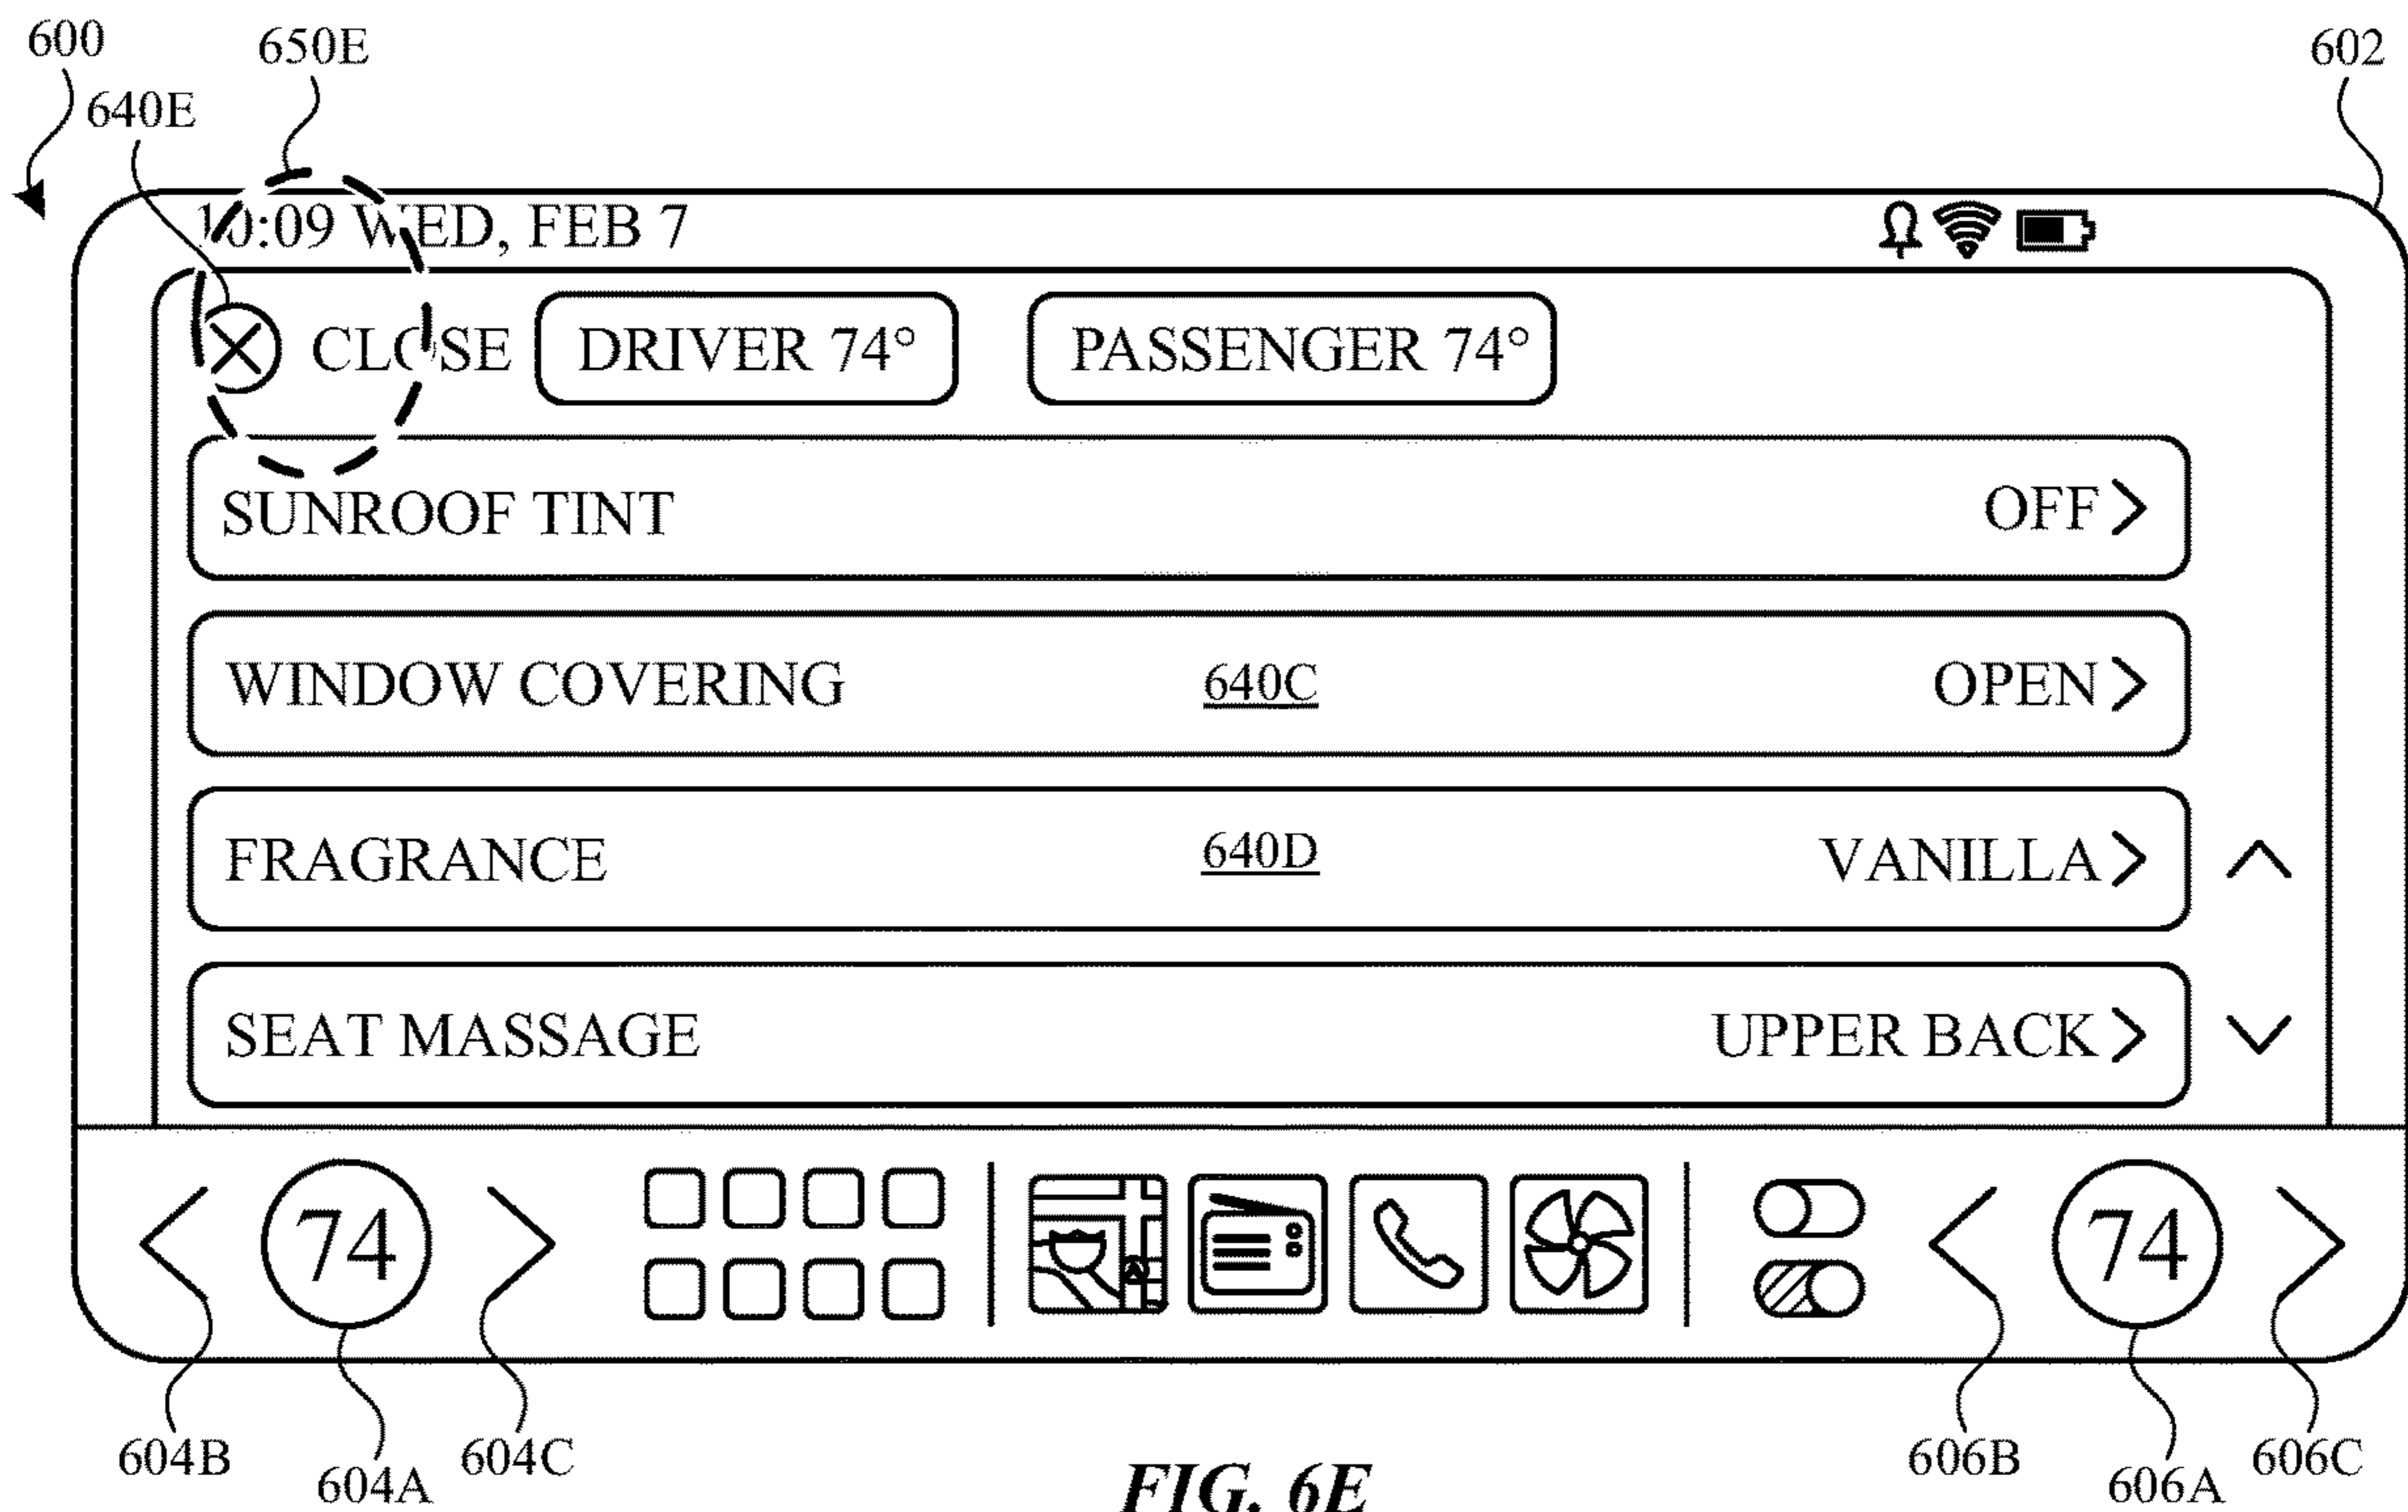 600
650E
602
640E
10:09 WED, FEB 7
CLOSE DRIVER 74° PASSENGER 74°
SUNROOF TINT OFF
WINDOW COVERING 640C OPEN
FRAGRANCE 640D VANILLA
SEAT MASSAGE UPPER BACK
74 74
604B 604A 604C 606B 606A 606C
FIG. 6E